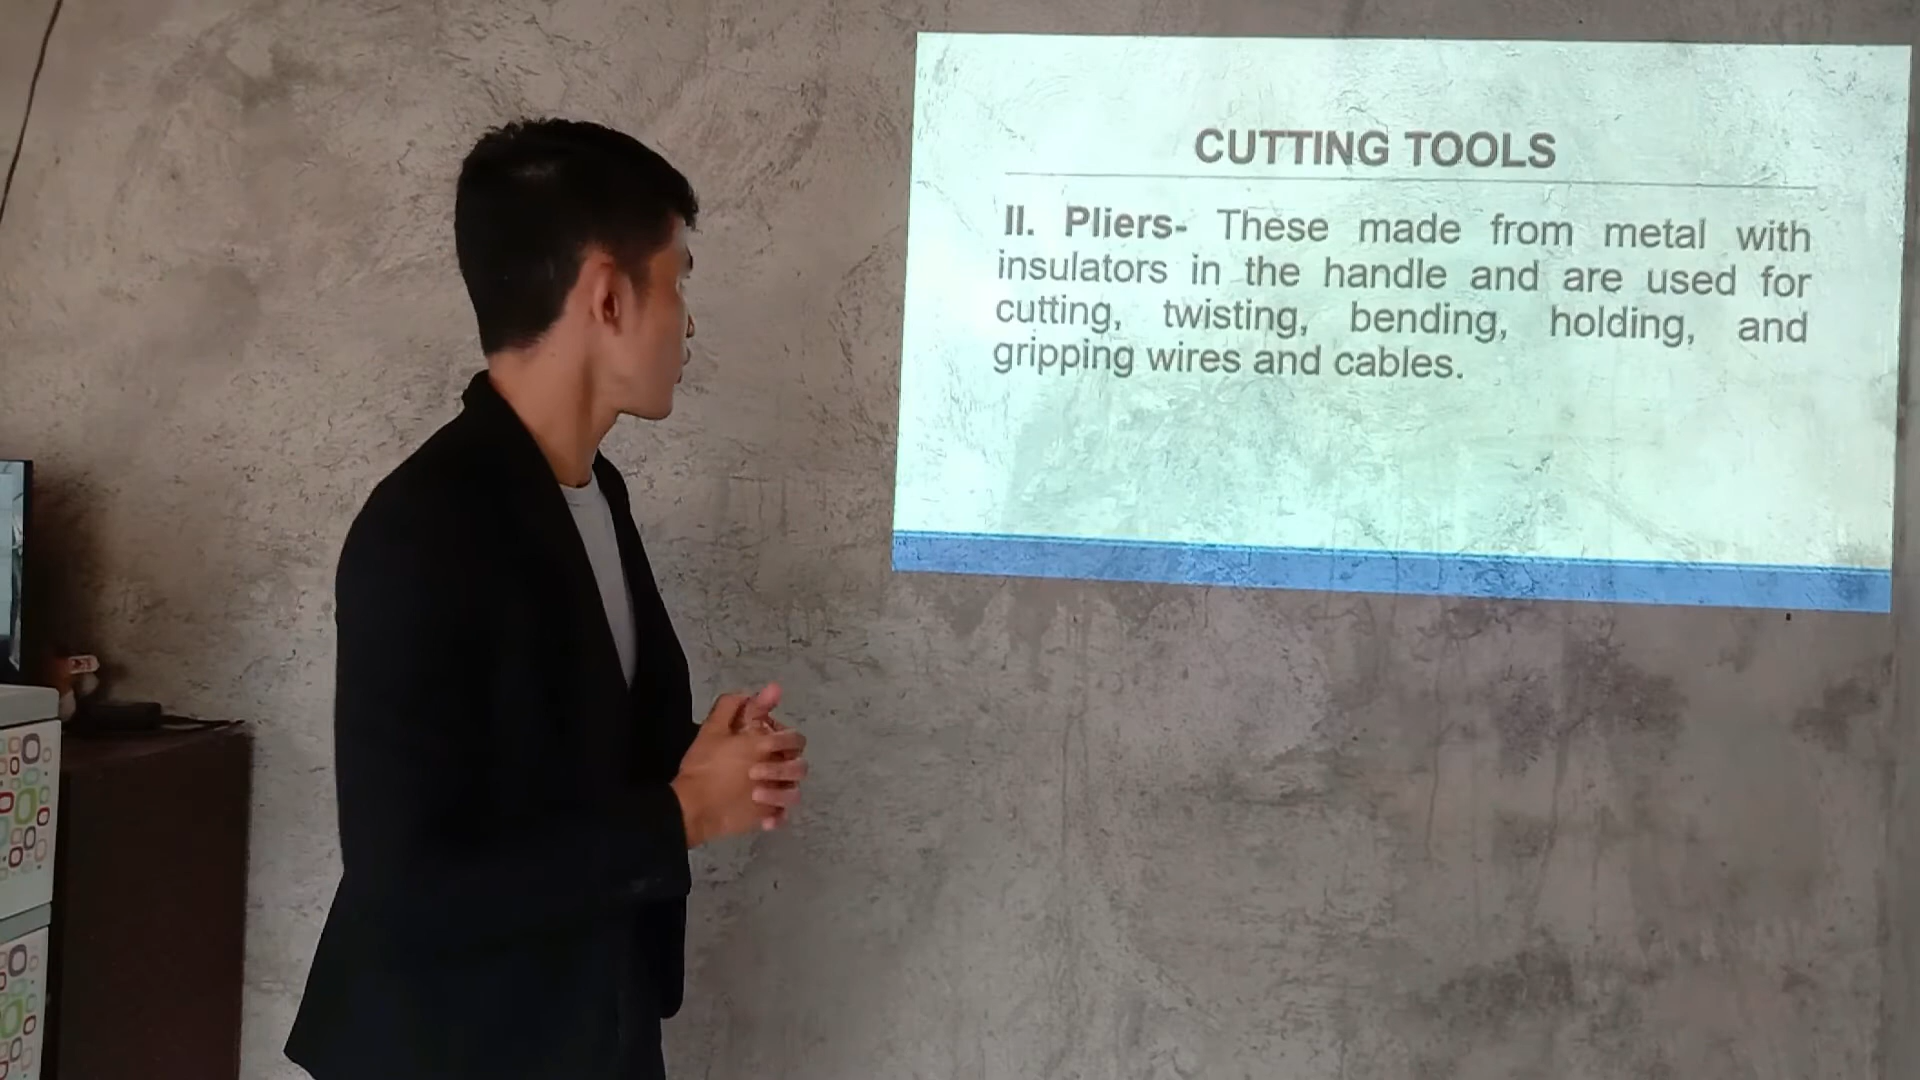 CUTTING TOOLS
II. Pliers- These made from metal with
insulators in the handle and are used for
cutting, twisting, bending, holding, and
gripping wires and cables.